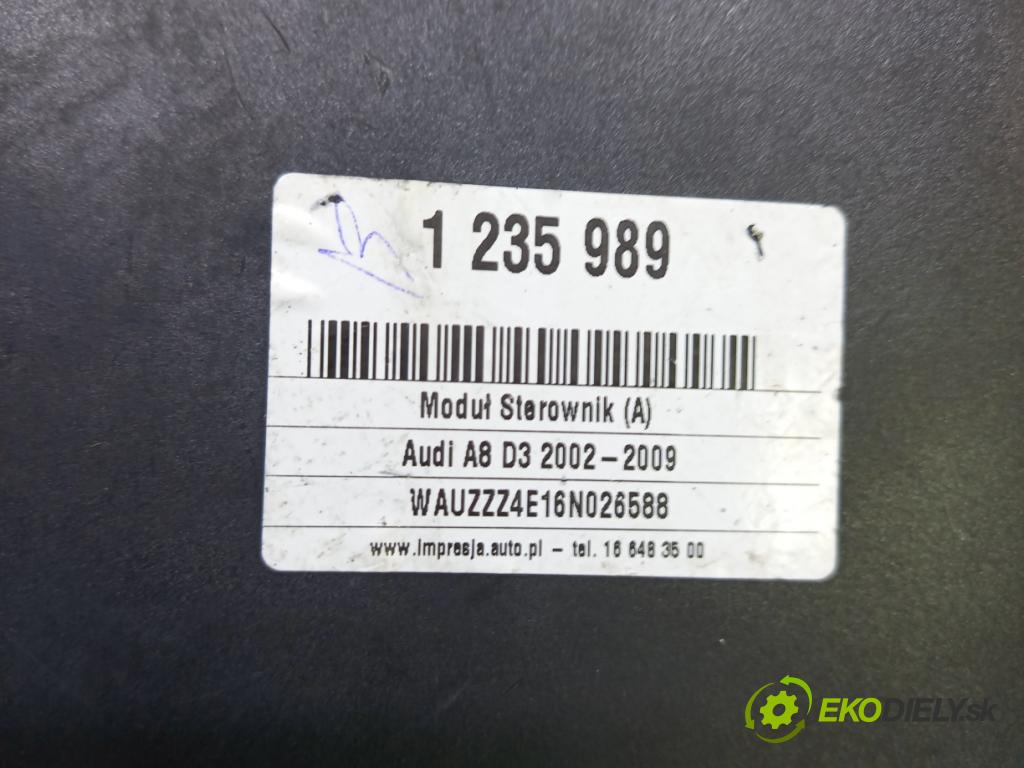 1 235 989
Moduł Sterownik (A)
Audi A8 D3 2002-2009
WAUZZZ4E16N026588
www.impresja.auto.pl - tel. 16 648 35 00
EKODIELY.sk